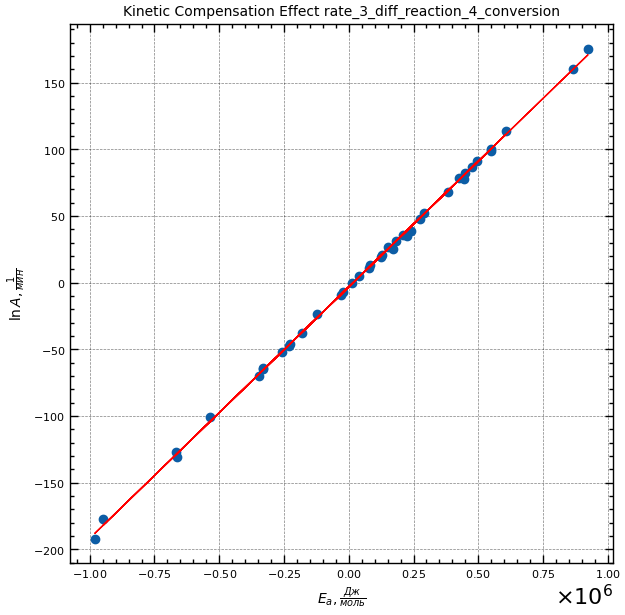 Kinetic Compensation Effect rate_3_diff_reaction_4_conversion
150
100
50
0
−50
−100
−150
−200
ln A, 1/мин
−1.00 −0.75 −0.50 −0.25 0.00 0.25 0.50 0.75 1.00
×10⁶
Eₐ, Дж/моль